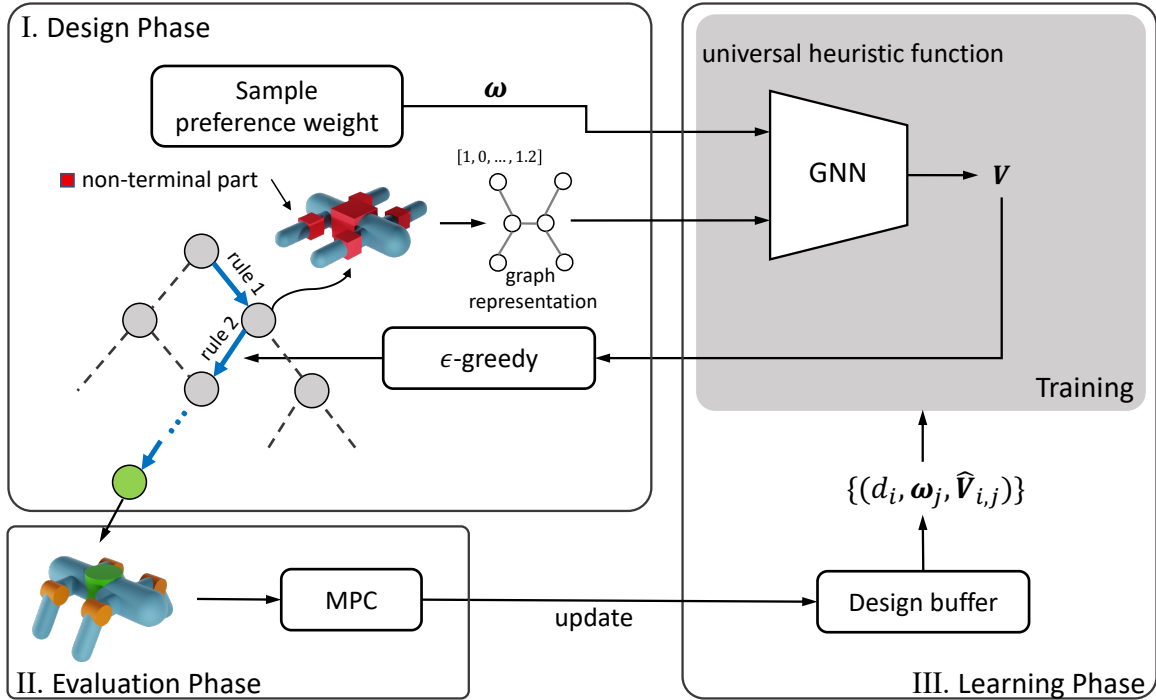 I. Design Phase
Sample
preference weight
ω
non-terminal part
[1, 0, …, 1.2]
graph
representation
rule 1
rule 2
ϵ-greedy
universal heuristic function
GNN
V
Training
{(d_i, ω_j, V̂_{i,j})}
MPC
update
Design buffer
II. Evaluation Phase
III. Learning Phase